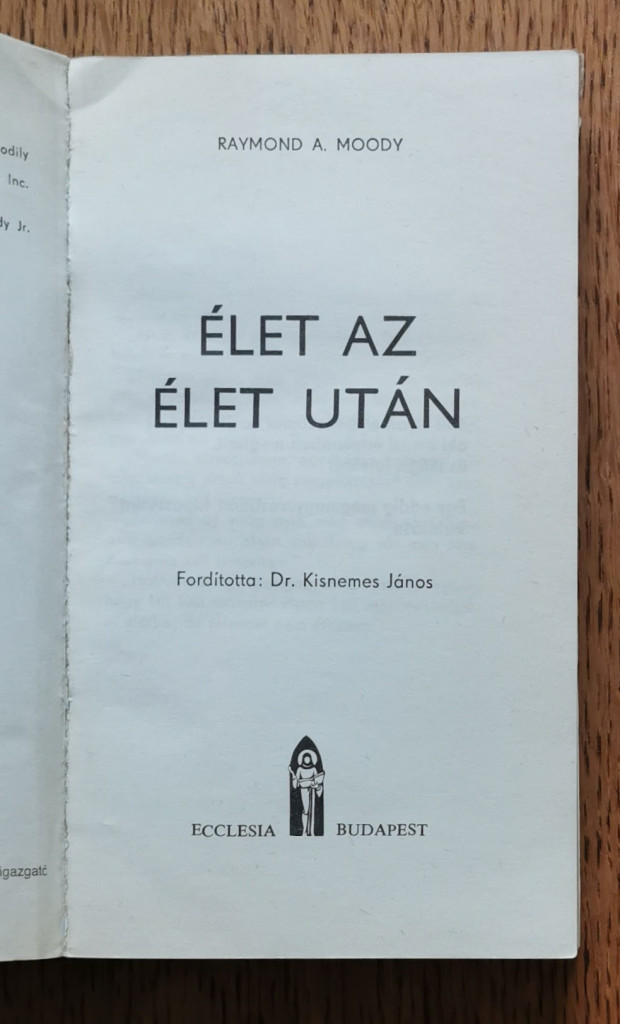 odily
Inc.
dy Jr.
igazgató
RAYMOND A. MOODY
ÉLET AZ
ÉLET UTÁN
Fordította: Dr. Kisnemes János
ECCLESIA BUDAPEST